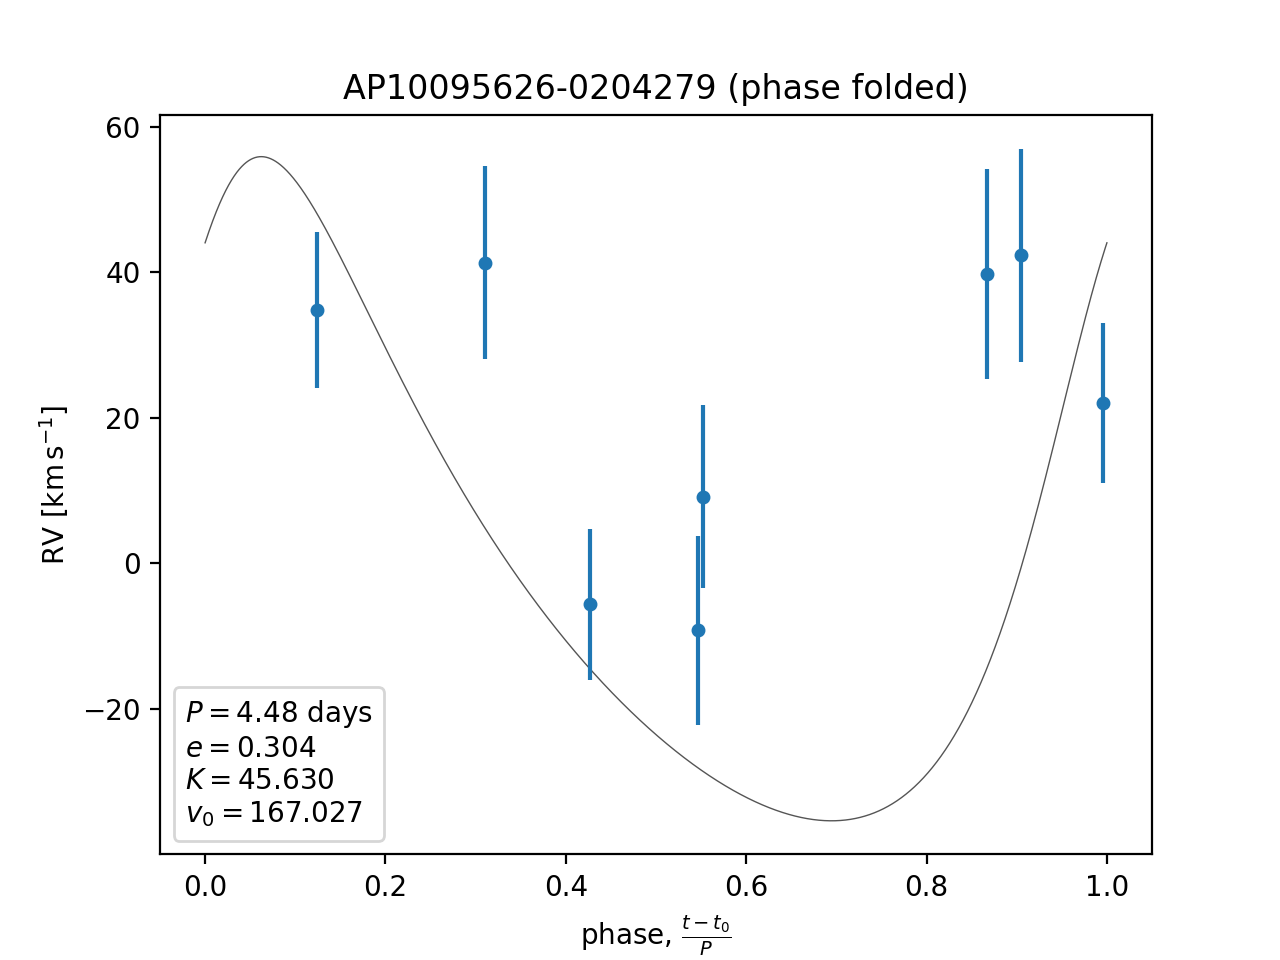 AP10095626-0204279 (phase folded)
60
40
20
0
−20
RV [km s⁻¹]
P = 4.48 days
e = 0.304
K = 45.630
v₀ = 167.027
0.0 0.2 0.4 0.6 0.8 1.0
phase, (t − t₀)/P